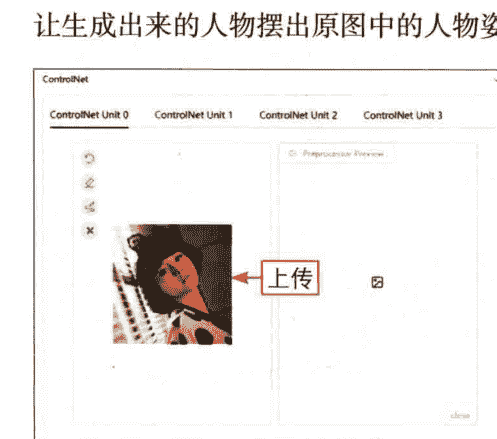 让生成出来的人物摆出原图中的人物姿
ControlNet
ControlNet Unit 0 ControlNet Unit 1 ControlNet Unit 2 ControlNet Unit 3
Preprocessor Preview
上传
close